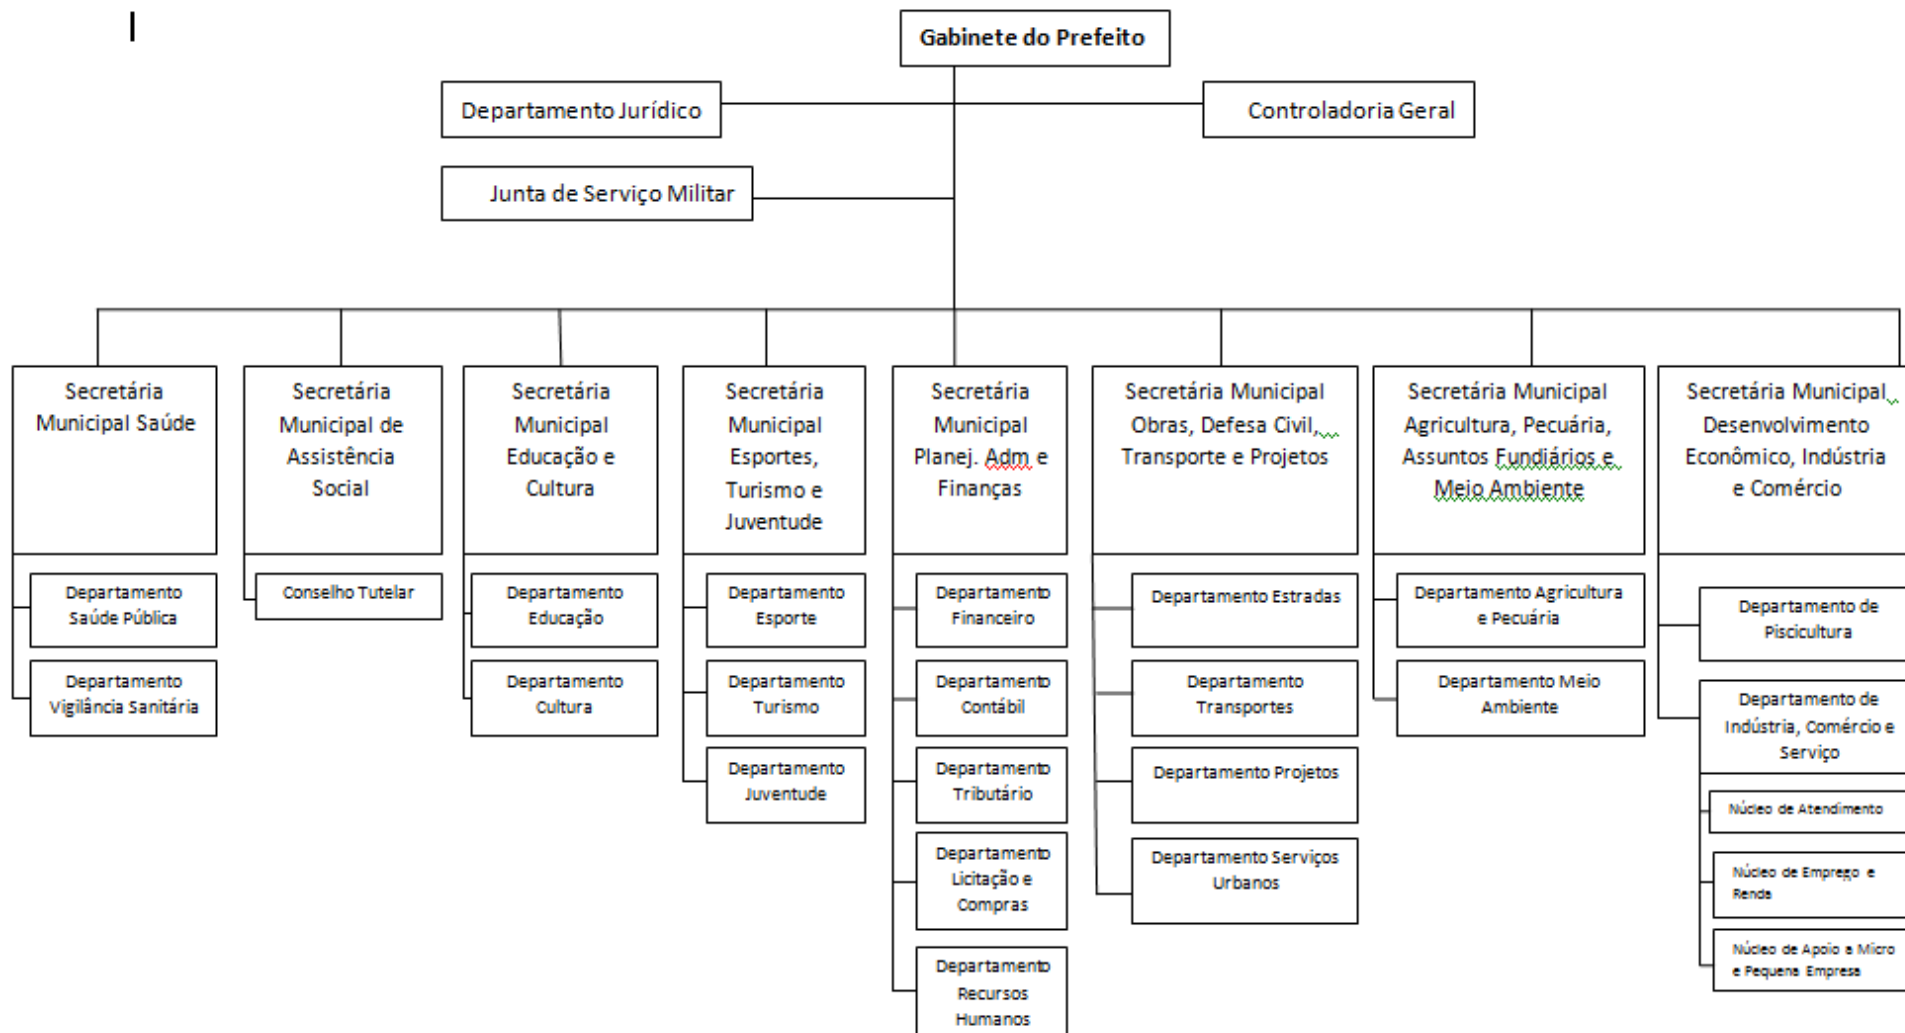 Gabinete do Prefeito
Departamento Jurídico
Controladoria Geral
Junta de Serviço Militar
Secretária
Municipal Saúde
Departamento
Saúde Pública
Departamento
Vigilância Sanitária
Secretária
Municipal de
Assistência
Social
Conselho Tutelar
Secretária
Municipal
Educação e
Cultura
Departamento
Educação
Departamento
Cultura
Secretária
Municipal
Esportes,
Turismo e
Juventude
Departamento
Esporte
Departamento
Turismo
Departamento
Juventude
Secretária
Municipal
Planej. Adm e
Finanças
Departamento
Financeiro
Departamento
Contábil
Departamento
Tributário
Departamento
Licitação e
Compras
Departamento
Recursos
Humanos
Secretária Municipal
Obras, Defesa Civil,
Transporte e Projetos
Departamento Estradas
Departamento
Transportes
Departamento Projetos
Departamento Serviços
Urbanos
Secretária Municipal
Agricultura, Pecuária,
Assuntos Fundiários e
Meio Ambiente
Departamento Agricultura
e Pecuária
Departamento Meio
Ambiente
Secretária Municipal
Desenvolvimento
Econômico, Indústria
e Comércio
Departamento de
Piscicultura
Departamento de
Indústria, Comércio e
Serviço
Núcleo de Atendimento
Núcleo de Emprego e
Renda
Núcleo de Apoio a Micro
e Pequena Empresa